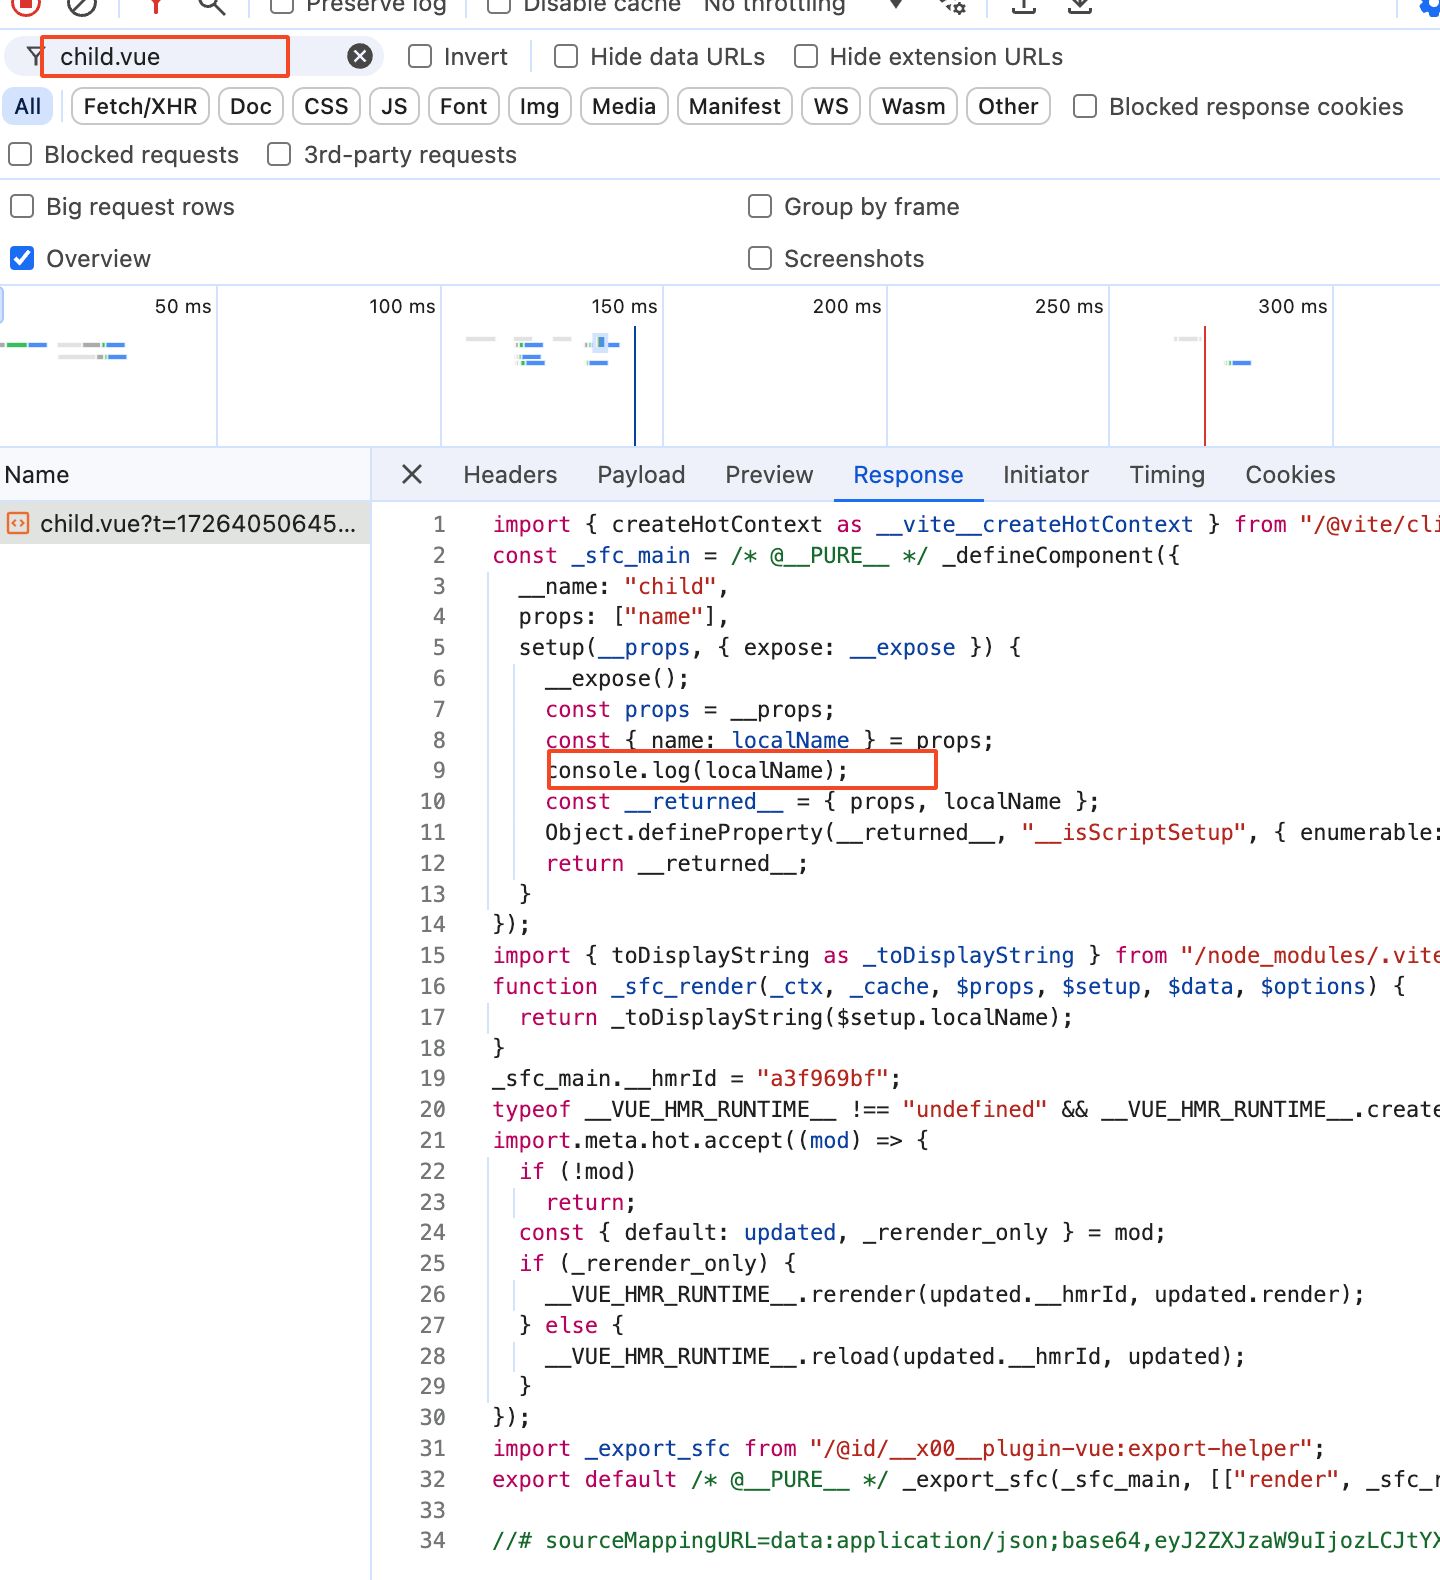 Preserve log Disable cache No throttling
child.vue Invert Hide data URLs Hide extension URLs
All Fetch/XHR Doc CSS JS Font Img Media Manifest WS Wasm Other Blocked response cookies
Blocked requests 3rd-party requests
Big request rows Group by frame
Overview Screenshots
50 ms 100 ms 150 ms 200 ms 250 ms 300 ms
Name Headers Payload Preview Response Initiator Timing Cookies
child.vue?t=17264050645...
1 import { createHotContext as __vite__createHotContext } from "/@vite/cli
2 const _sfc_main = /* @__PURE__ */ _defineComponent({
3 __name: "child",
4 props: ["name"],
5 setup(__props, { expose: __expose }) {
6 __expose();
7 const props = __props;
8 const { name: localName } = props;
9 console.log(localName);
10 const __returned__ = { props, localName };
11 Object.defineProperty(__returned__, "__isScriptSetup", { enumerable:
12 return __returned__;
13 }
14 });
15 import { toDisplayString as _toDisplayString } from "/node_modules/.vite
16 function _sfc_render(_ctx, _cache, $props, $setup, $data, $options) {
17 return _toDisplayString($setup.localName);
18 }
19 _sfc_main.__hmrId = "a3f969bf";
20 typeof __VUE_HMR_RUNTIME__ !== "undefined" && __VUE_HMR_RUNTIME__.create
21 import.meta.hot.accept((mod) => {
22 if (!mod)
23 return;
24 const { default: updated, _rerender_only } = mod;
25 if (_rerender_only) {
26 __VUE_HMR_RUNTIME__.rerender(updated.__hmrId, updated.render);
27 } else {
28 __VUE_HMR_RUNTIME__.reload(updated.__hmrId, updated);
29 }
30 });
31 import _export_sfc from "/@id/__x00__plugin-vue:export-helper";
32 export default /* @__PURE__ */ _export_sfc(_sfc_main, [["render", _sfc_r
33
34 //# sourceMappingURL=data:application/json;base64,eyJ2ZXJzaW9uIjozLCJtYX